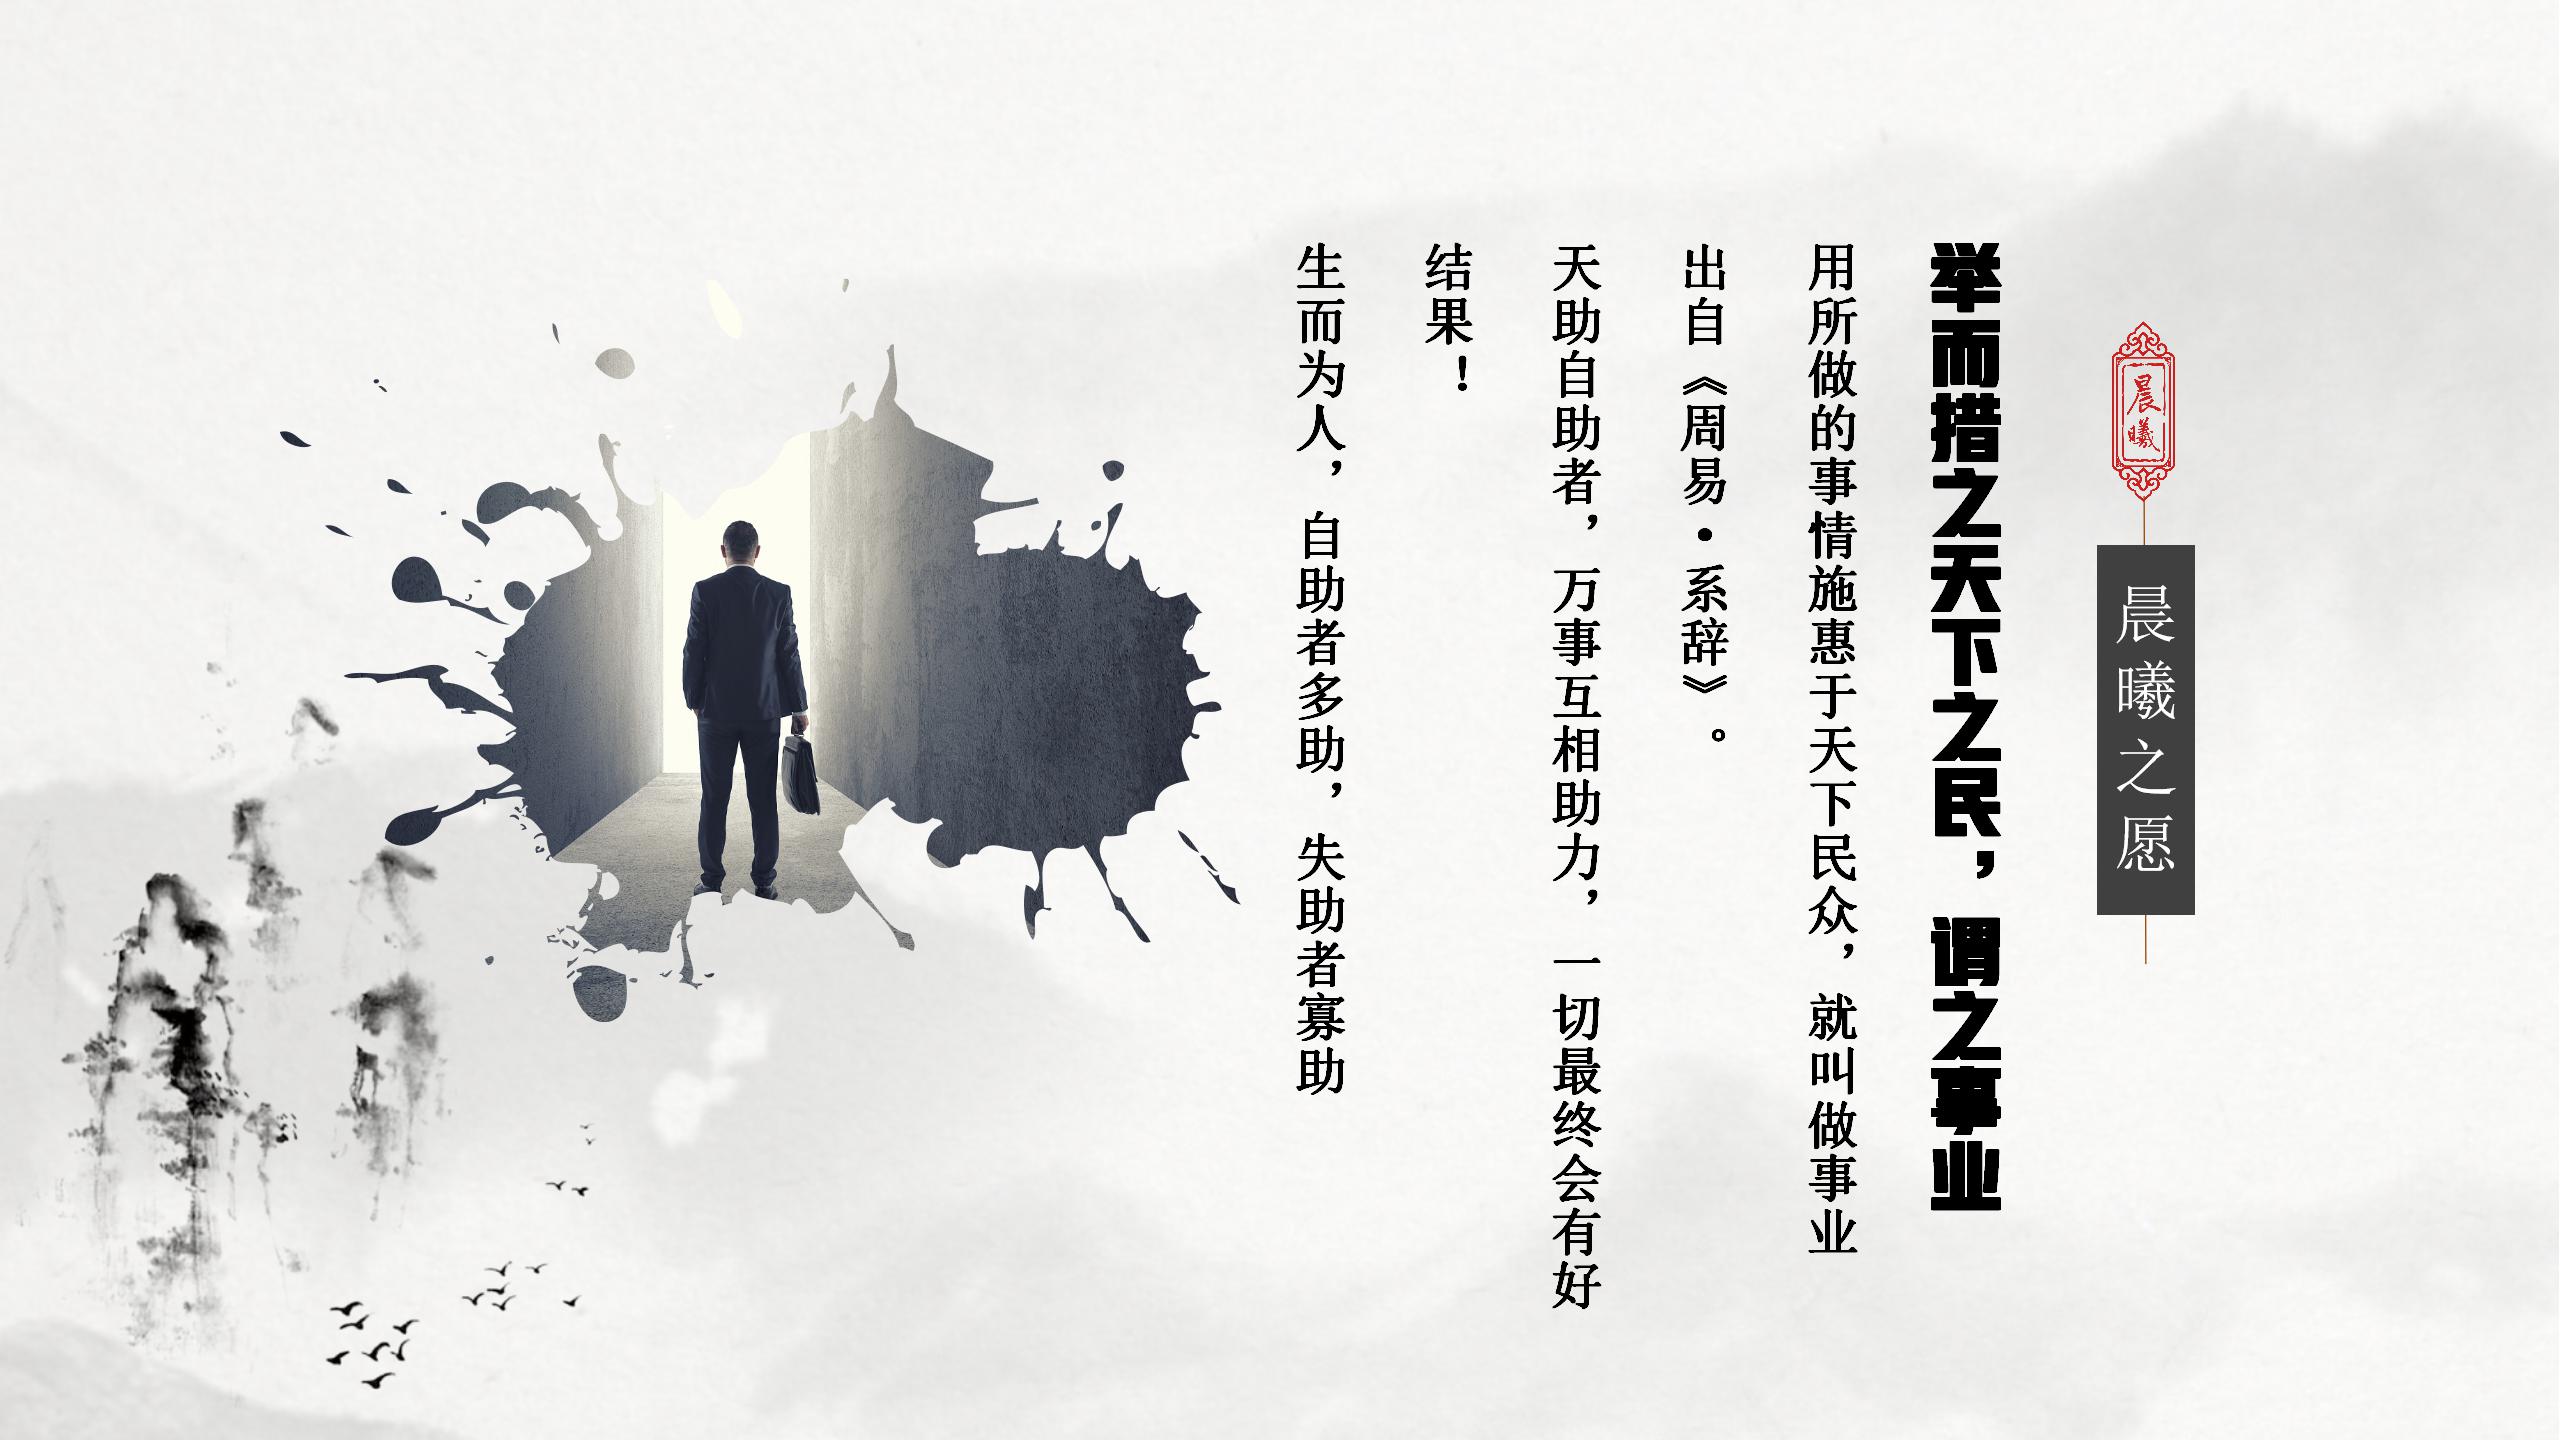 晨曦
晨曦之愿
举而措之天下之民，谓之事业
用所做的事情施惠于天下民众，就叫做事业
出自《周易·系辞》。
天助自助者，万事互相助力，一切最终会有好
结果！
生而为人，自助者多助，失助者寡助